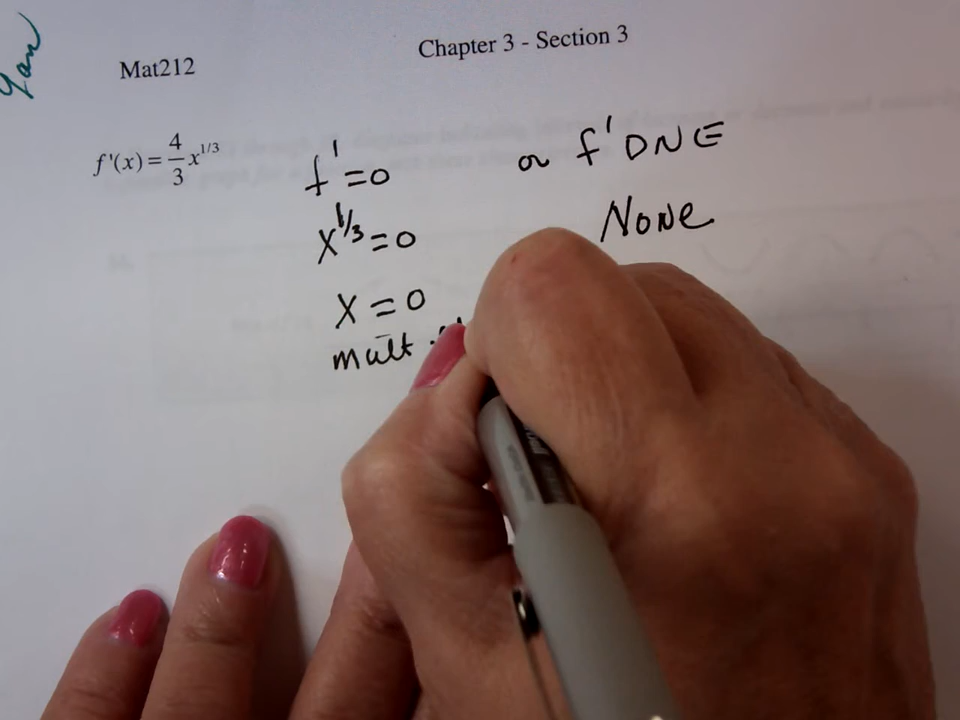 Mat212
Chapter 3 - Section 3
f'(x) = 4/3 x^1/3
f' = 0 or f' DNE
x^1/3 = 0 None
x = 0
mult